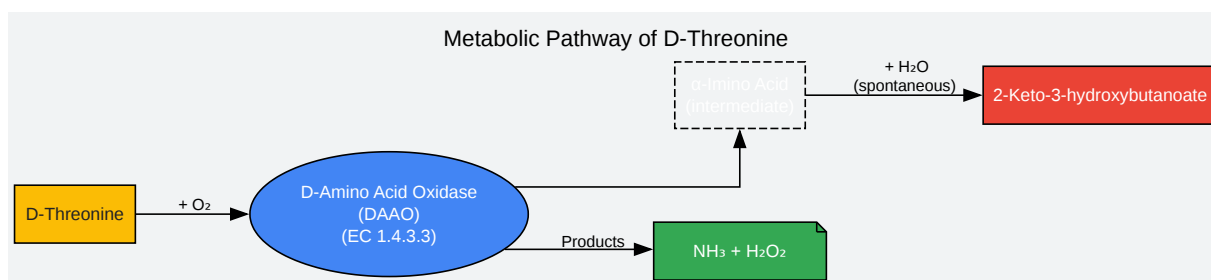 Metabolic Pathway of D-Threonine
α-Imino Acid
(intermediate)
+ H₂O
(spontaneous)
2-Keto-3-hydroxybutanoate
D-Threonine
+ O₂
D-Amino Acid Oxidase
(DAAO)
(EC 1.4.3.3)
Products
NH₃ + H₂O₂